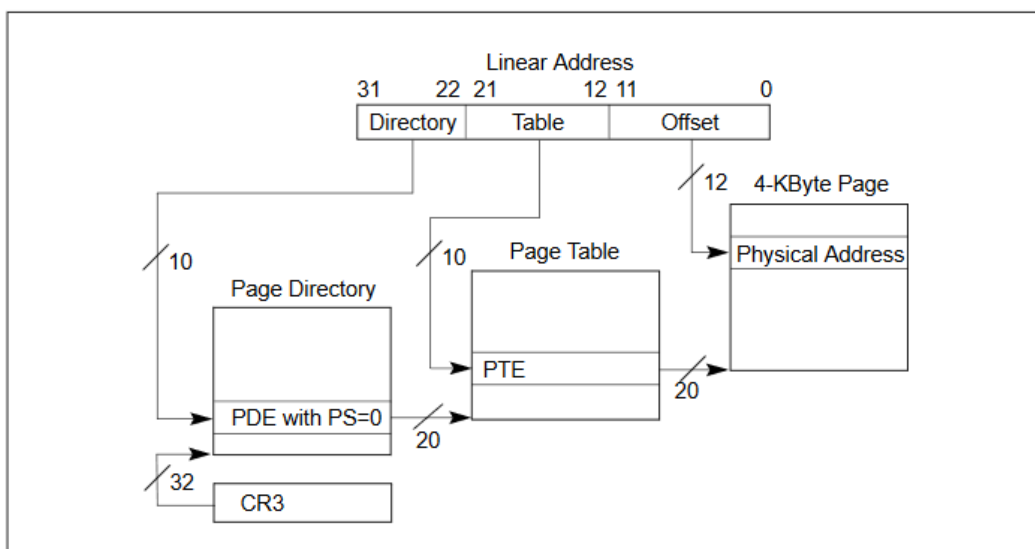 Linear Address
31 22 21 12 11 0
Directory Table Offset
12
4-KByte Page
Physical Address
10
10
Page Table
Page Directory
PTE
20
PDE with PS=0
20
32
CR3